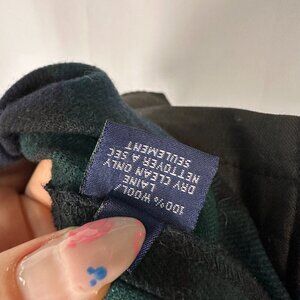 100% WOOL
LAINE
DRY CLEAN ONLY
NETTOYER A SEC
SEULEMENT